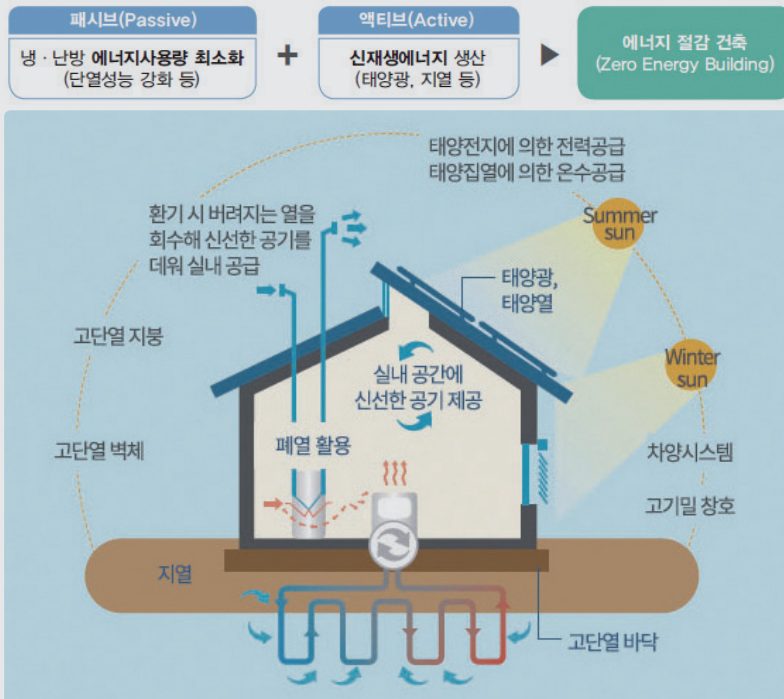 패시브(Passive)
냉·난방 에너지사용량 최소화
(단열성능 강화 등)
+
액티브(Active)
신재생에너지 생산
(태양광, 지열 등)
에너지 절감 건축
(Zero Energy Building)
태양전지에 의한 전력공급
태양집열에 의한 온수공급
환기 시 버려지는 열을
회수해 신선한 공기를
데워 실내 공급
Summer
sun
태양광,
태양열
고단열 지붕
Winter
sun
실내 공간에
신선한 공기 제공
고단열 벽체
폐열 활용
차양시스템
고기밀 창호
지열
고단열 바닥